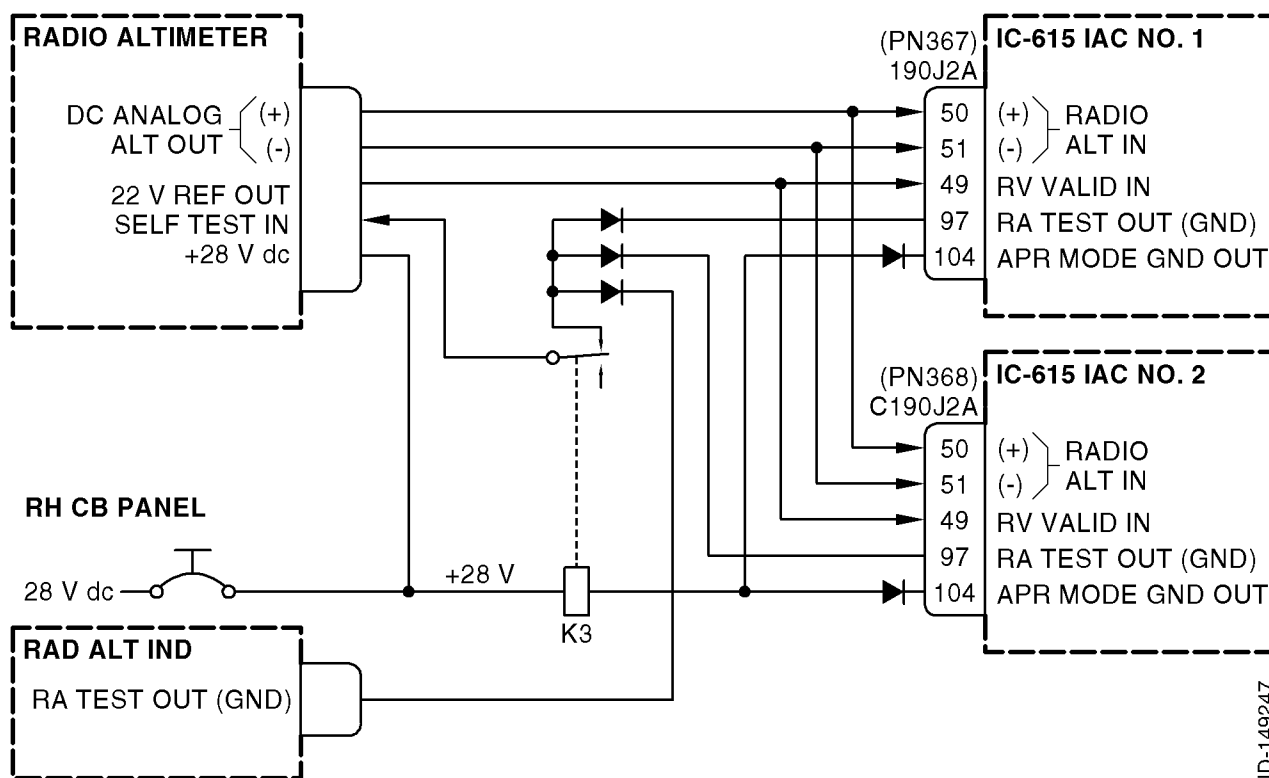 RADIO ALTIMETER
DC ANALOG (+)
ALT OUT (-)
22 V REF OUT
SELF TEST IN
+28 V dc
(PN367)
190J2A
IC-615 IAC NO. 1
50 (+) RADIO
51 (-) ALT IN
49 RV VALID IN
97 RA TEST OUT (GND)
104 APR MODE GND OUT
(PN368)
C190J2A
IC-615 IAC NO. 2
50 (+) RADIO
51 (-) ALT IN
49 RV VALID IN
97 RA TEST OUT (GND)
104 APR MODE GND OUT
RH CB PANEL
28 V dc
+28 V
K3
RAD ALT IND
RA TEST OUT (GND)
ID-149247